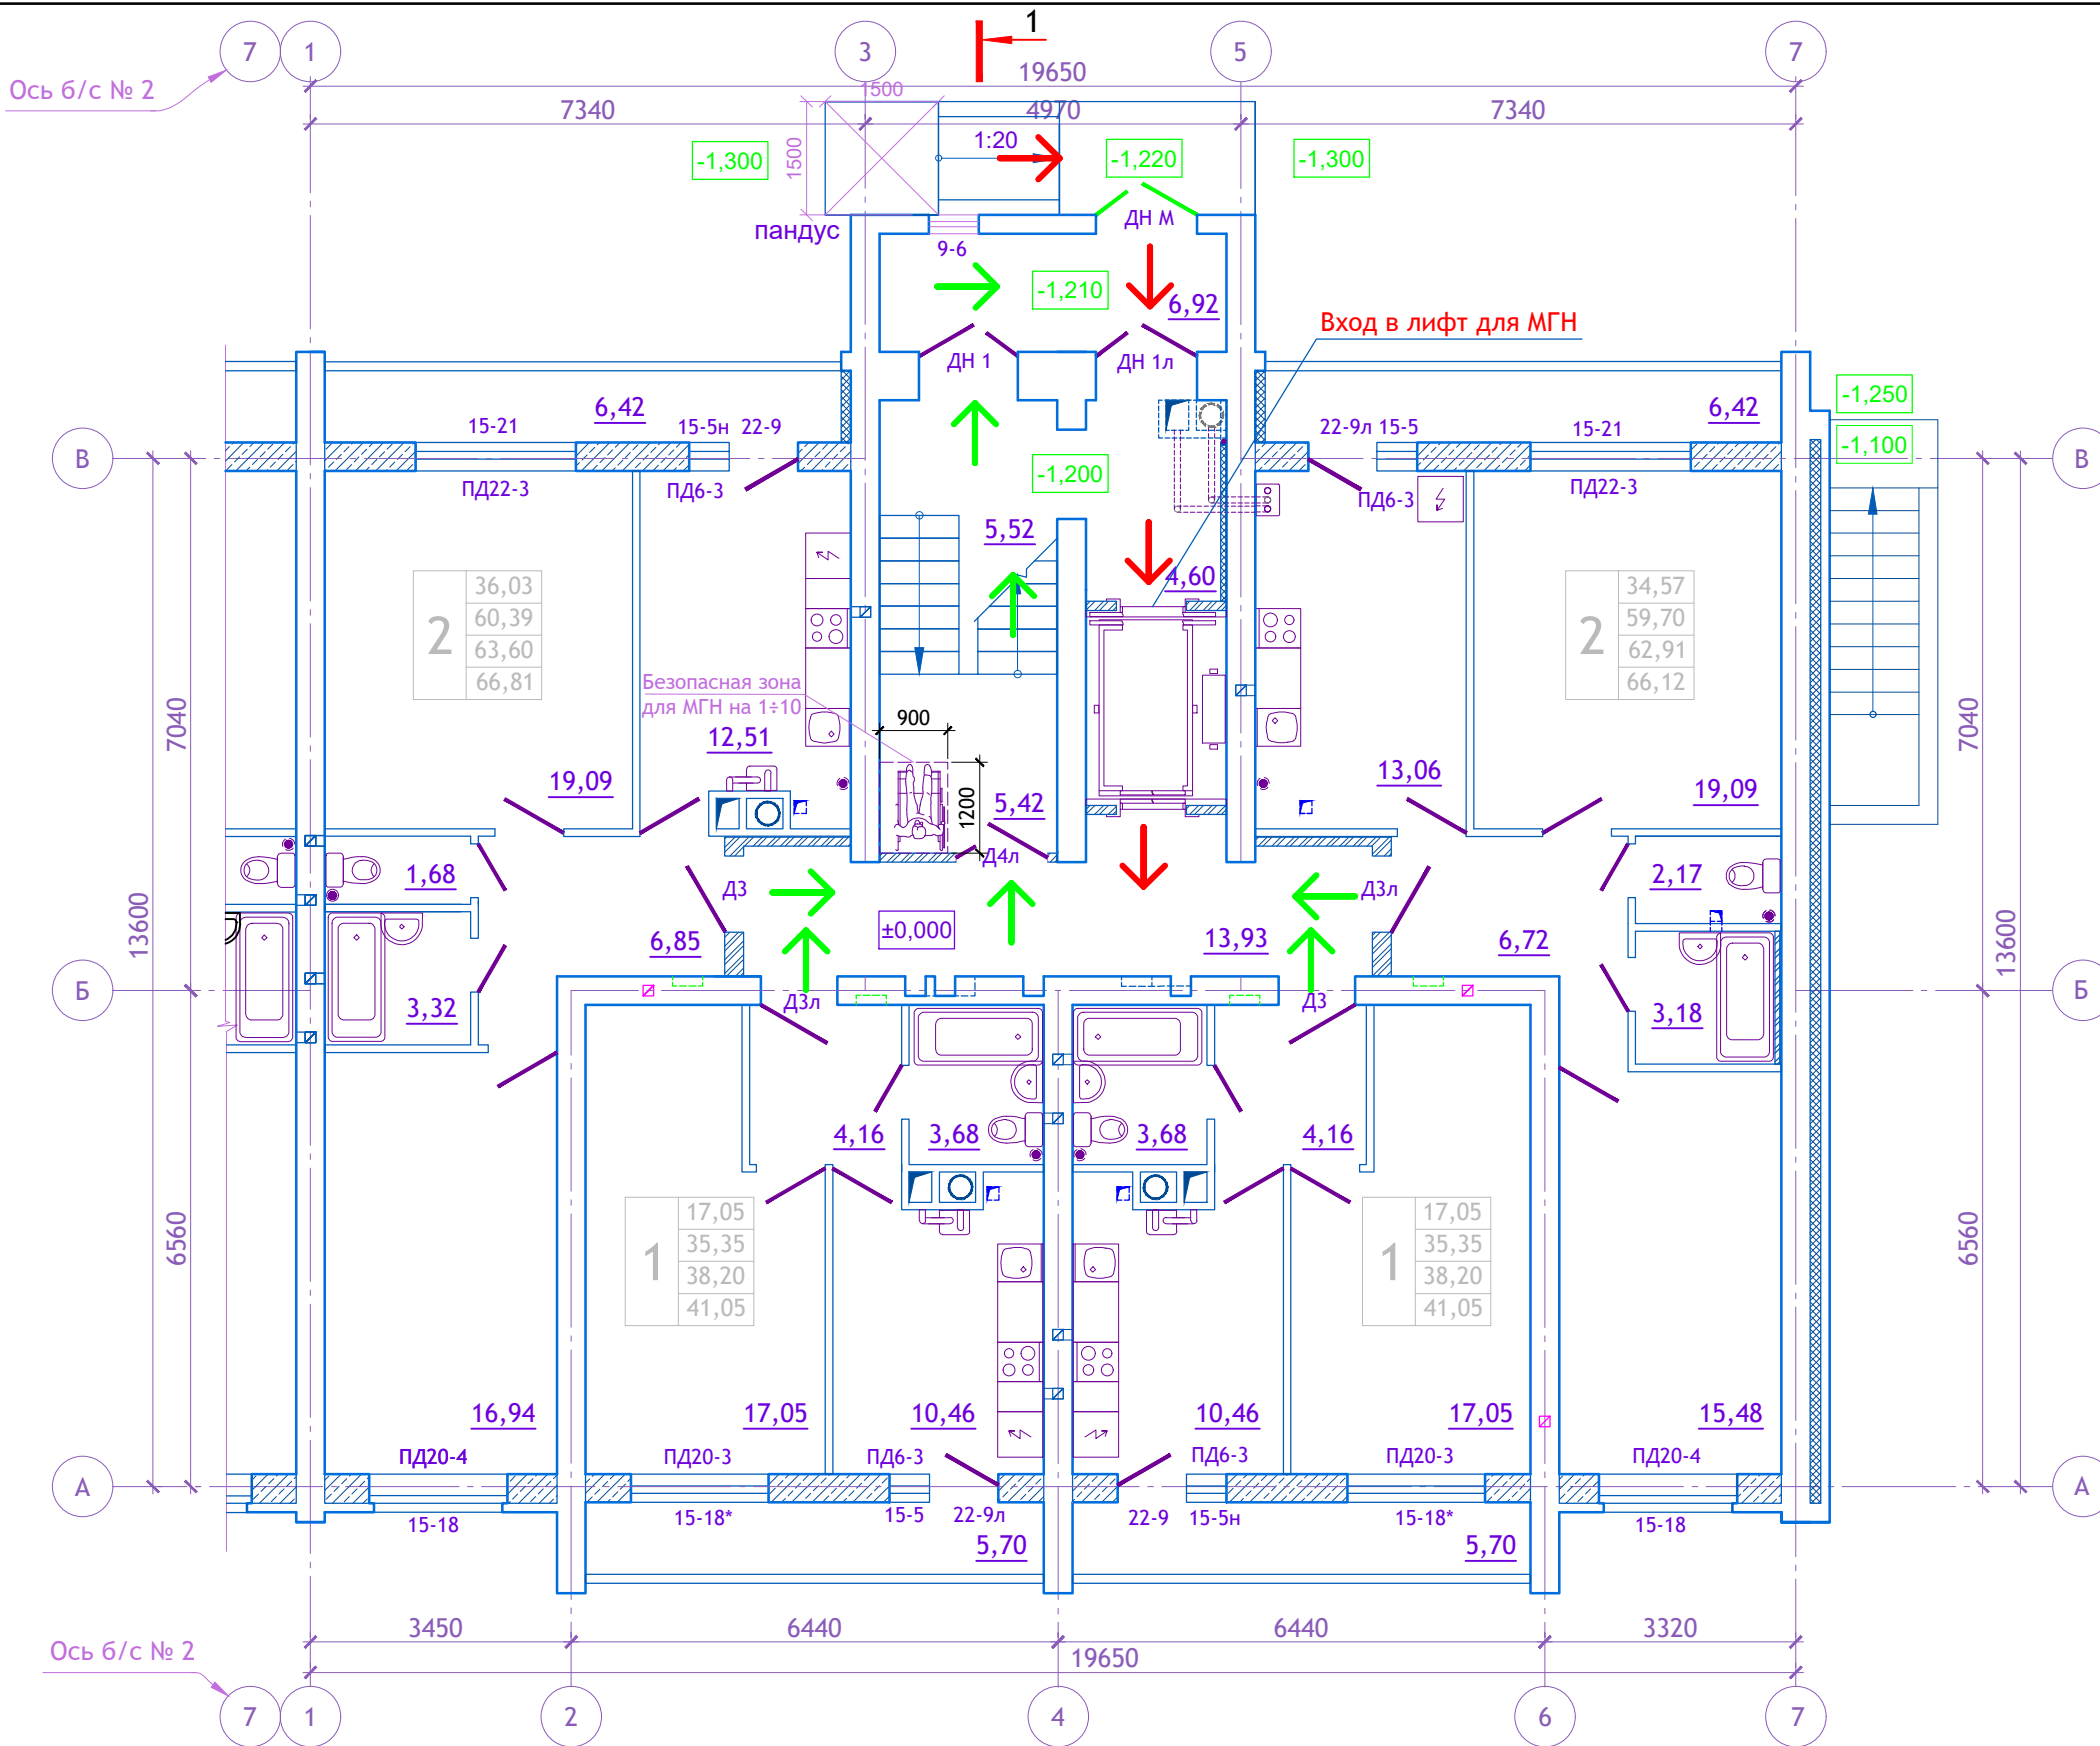 1
7
1
3
5
7
Ось б/с № 2
19650
1500
7340
4970
7340
1500
1:20
-1,300
-1,220
-1,300
ДН М
пандус
9-6
-1,210
6,92
Вход в лифт для МГН
ДН 1
ДН 1л
-1,250
6,42
6,42
15-21
15-5н
22-9
22-9л
15-5
15-21
-1,100
В
В
-1,200
ПД22-3
ПД6-3
ПД6-3
ПД22-3
5,52
4,60
2
36,03
60,39
63,60
66,81
2
34,57
59,70
62,91
66,12
Безопасная зона
для МГН на 1÷10
7040
7040
900
12,51
19,09
1200
5,42
13,06
19,09
Д4л
1,68
2,17
Д3
Д3л
13600
13600
±0,000
6,85
13,93
6,72
Б
Б
3,32
Д3л
Д3
3,18
4,16
3,68
3,68
4,16
6560
6560
1
17,05
35,35
38,20
41,05
1
17,05
35,35
38,20
41,05
16,94
17,05
10,46
10,46
17,05
15,48
ПД20-4
ПД20-3
ПД6-3
ПД6-3
ПД20-3
ПД20-4
А
А
15-18
15-18*
15-5
22-9л
22-9
15-5н
15-18*
15-18
5,70
5,70
3450
6440
6440
3320
Ось б/с № 2
19650
7
1
2
4
6
7